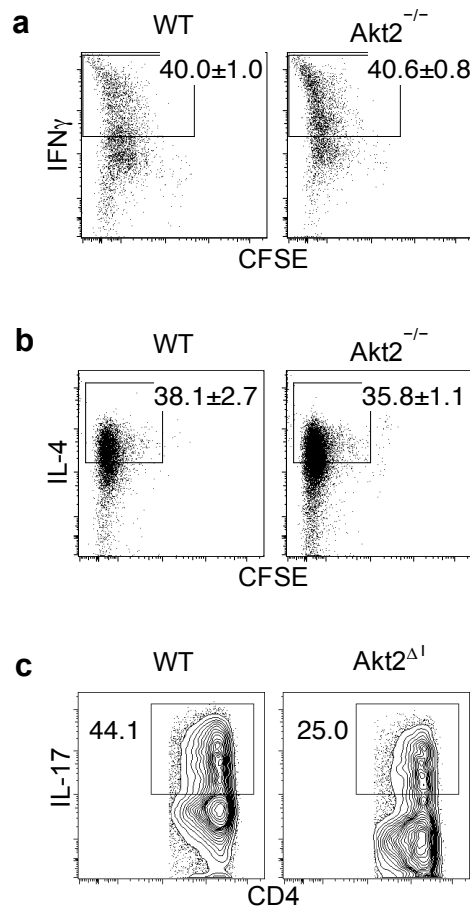 a
WT
Akt2−/−
IFNγ
40.0±1.0
40.6±0.8
CFSE
b
WT
Akt2−/−
IL-4
38.1±2.7
35.8±1.1
CFSE
c
WT
Akt2Δ I
IL-17
44.1
25.0
CD4